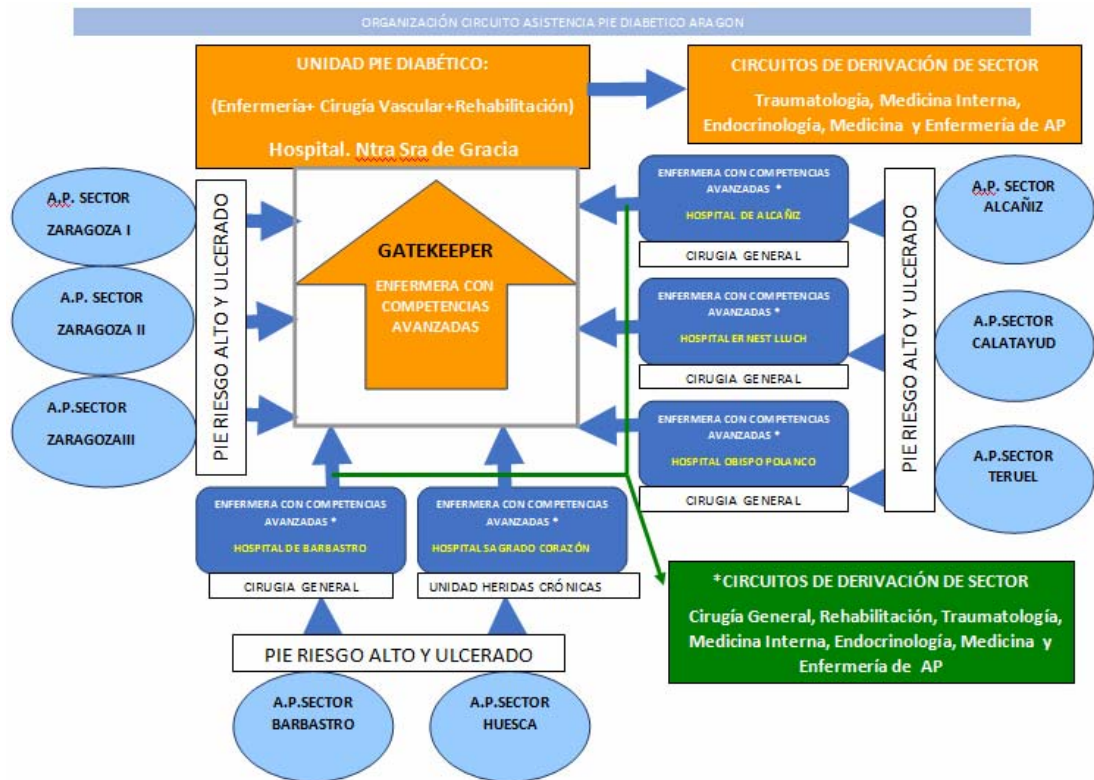 ORGANIZACIÓN CIRCUITO ASISTENCIA PIE DIABETICO ARAGON
UNIDAD PIE DIABÉTICO:
(Enfermería+ Cirugía Vascular+Rehabilitación)
Hospital. Ntra Sra de Gracia
CIRCUITOS DE DERIVACIÓN DE SECTOR
Traumatología, Medicina Interna,
Endocrinología, Medicina y Enfermería de AP
A.P. SECTOR
ZARAGOZA I
A.P. SECTOR
ZARAGOZA II
A.P.SECTOR
ZARAGOZAIII
PIE RIESGO ALTO Y ULCERADO
GATEKEEPER
ENFERMERA CON
COMPETENCIAS
AVANZADAS
ENFERMERA CON COMPETENCIAS
AVANZADAS *
HOSPITAL DE ALCAÑIZ
CIRUGÍA GENERAL
ENFERMERA CON COMPETENCIAS
AVANZADAS *
HOSPITAL ERNEST LLUCH
CIRUGIA GENERAL
ENFERMERA CON COMPETENCIAS
AVANZADAS *
HOSPITAL OBISPO POLANCO
CIRUGIA GENERAL
PIE RIESGO ALTO Y ULCERADO
A.P. SECTOR
ALCAÑIZ
A.P.SECTOR
CALATAYUD
A.P.SECTOR
TERUEL
ENFERMERA CON COMPETENCIAS
AVANZADAS *
HOSPITAL DE BARBASTRO
CIRUGIA GENERAL
ENFERMERA CON COMPETENCIAS
AVANZADAS *
HOSPITAL SAGRADO CORAZÓN
UNIDAD HERIDAS CRÓNICAS
PIE RIESGO ALTO Y ULCERADO
A.P.SECTOR
BARBASTRO
A.P.SECTOR
HUESCA
*CIRCUITOS DE DERIVACIÓN DE SECTOR
Cirugía General, Rehabilitación, Traumatología,
Medicina Interna, Endocrinología, Medicina y
Enfermería de AP